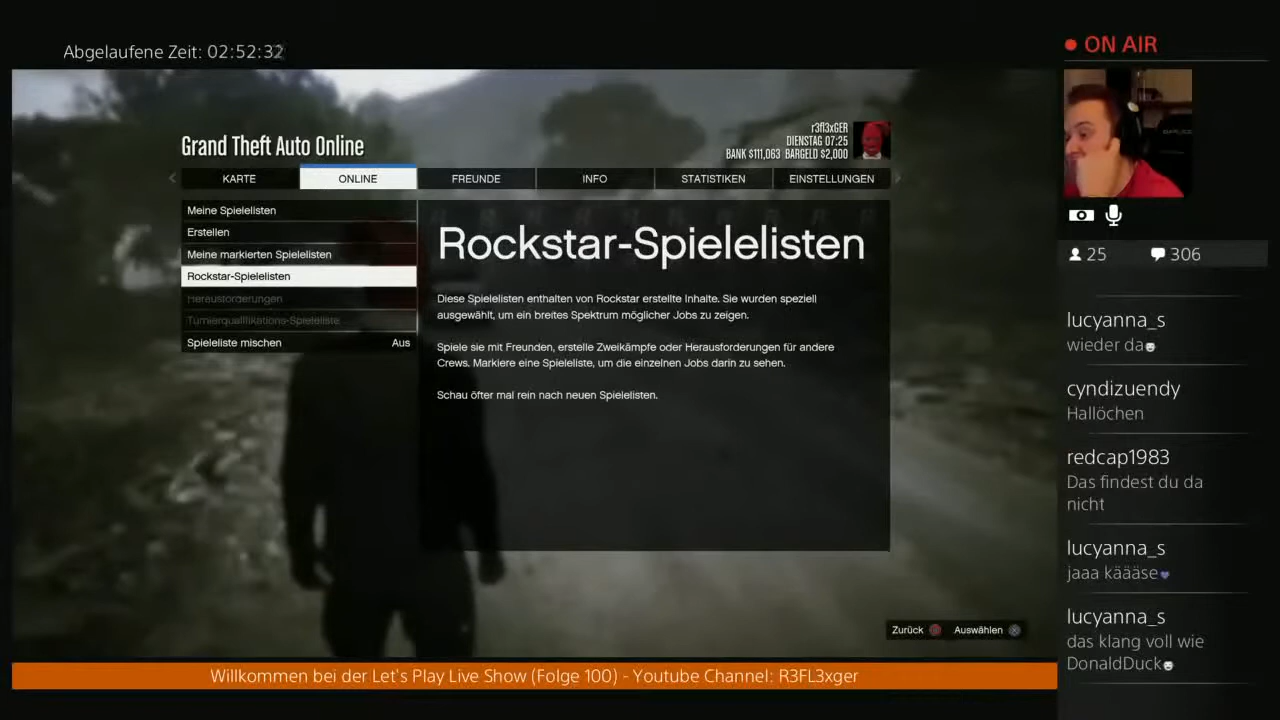 Abgelaufene Zeit: 02:52:32
ON AIR
Grand Theft Auto Online
r3fl3xGER
DIENSTAG 07:25
BANK $111,063 BARGELD $2,000
KARTE
ONLINE
FREUNDE
INFO
STATISTIKEN
EINSTELLUNGEN
Meine Spielelisten
Erstellen
Meine markierten Spielelisten
Rockstar-Spielelisten
Herausforderungen
Turnierqualifikations-Spieleliste
Spieleliste mischen Aus
Rockstar-Spielelisten
Diese Spielelisten enthalten von Rockstar erstellte Inhalte. Sie wurden speziell
ausgewählt, um ein breites Spektrum möglicher Jobs zu zeigen.
Spiele sie mit Freunden, erstelle Zweikämpfe oder Herausforderungen für andere
Crews. Markiere eine Spieleliste, um die einzelnen Jobs darin zu sehen.
Schau öfter mal rein nach neuen Spielelisten.
Zurück
Auswählen
25
306
lucyanna_s
wieder da
cyndizuendy
Hallöchen
redcap1983
Das findest du da
nicht
lucyanna_s
jaaa käääse
lucyanna_s
das klang voll wie
DonaldDuck
Willkommen bei der Let's Play Live Show (Folge 100) - Youtube Channel: R3FL3xger